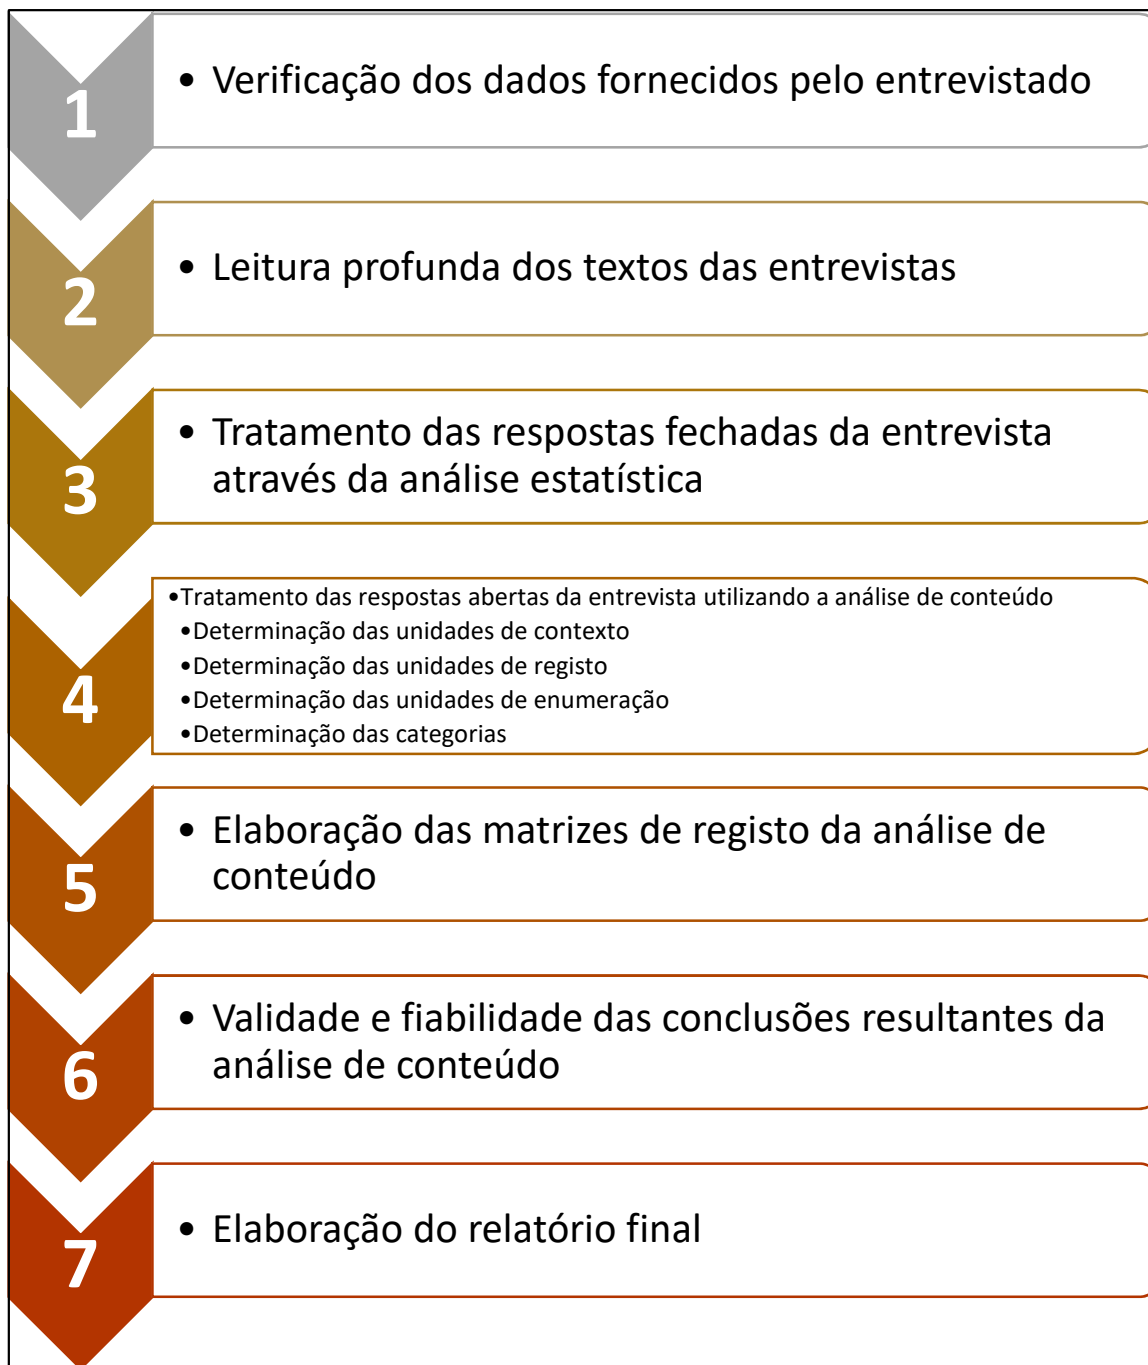 1
• Verificação dos dados fornecidos pelo entrevistado
2
• Leitura profunda dos textos das entrevistas
3
• Tratamento das respostas fechadas da entrevista
através da análise estatística
4
•Tratamento das respostas abertas da entrevista utilizando a análise de conteúdo
•Determinação das unidades de contexto
•Determinação das unidades de registo
•Determinação das unidades de enumeração
•Determinação das categorias
5
• Elaboração das matrizes de registo da análise de
conteúdo
6
• Validade e fiabilidade das conclusões resultantes da
análise de conteúdo
7
• Elaboração do relatório final